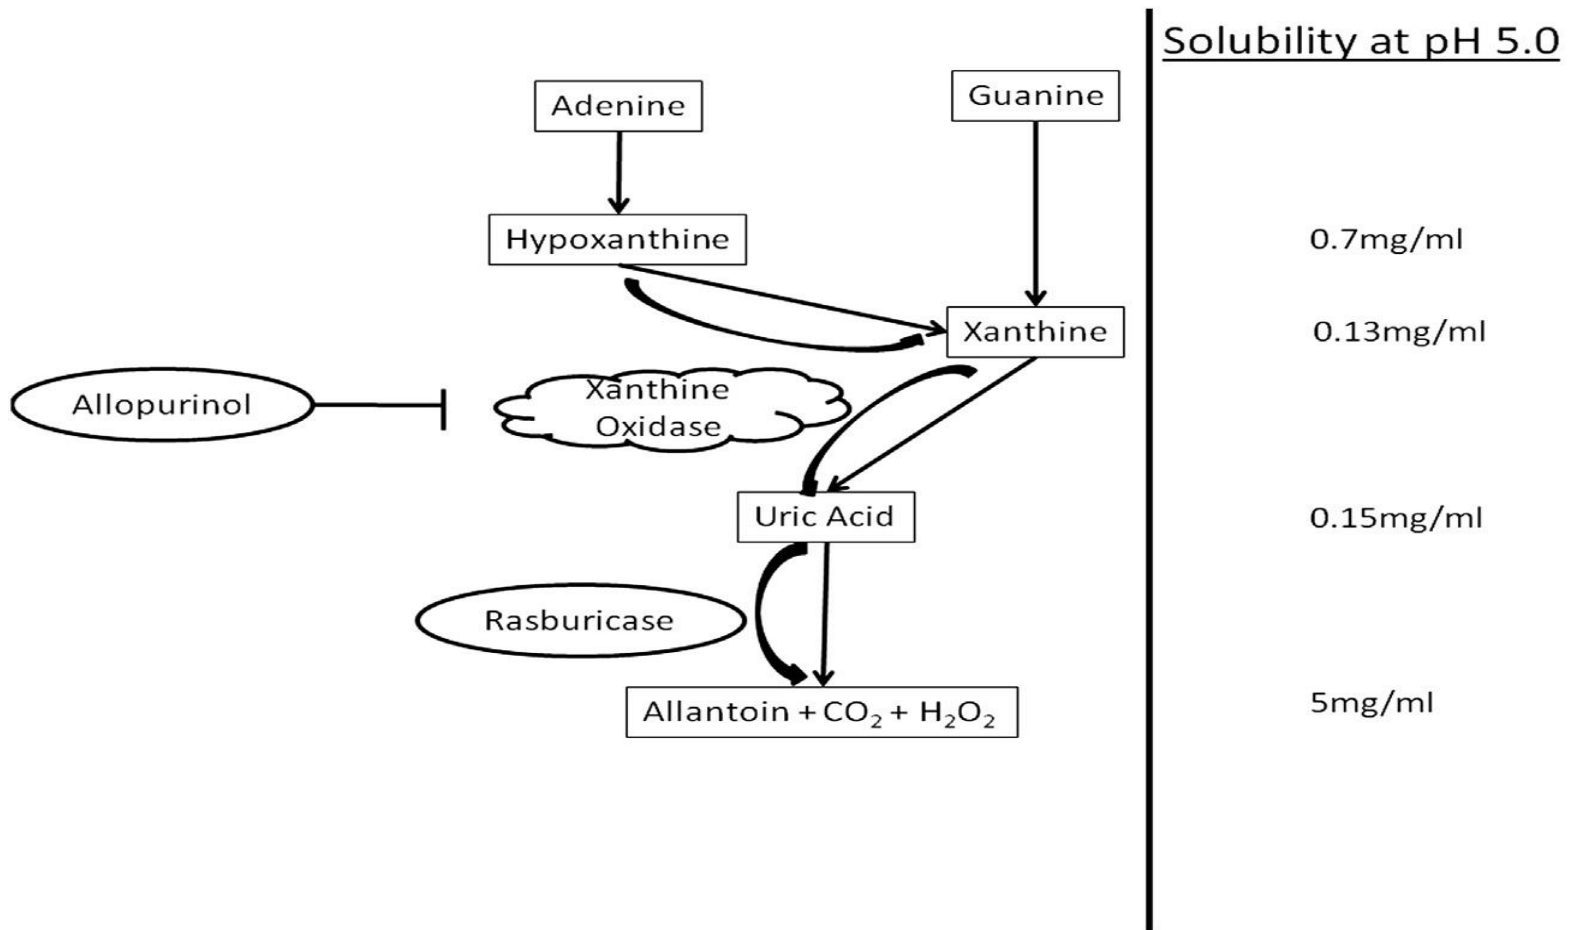 Solubility at pH 5.0
Adenine
Guanine
Hypoxanthine
0.7mg/ml
Xanthine
0.13mg/ml
Allopurinol
Xanthine
Oxidase
Uric Acid
0.15mg/ml
Rasburicase
Allantoin + CO₂ + H₂O₂
5mg/ml